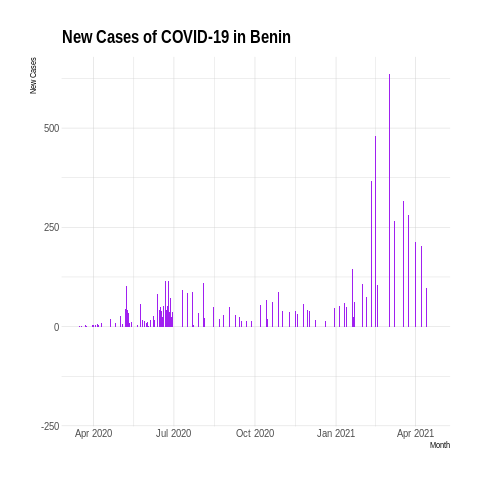 New Cases of COVID-19 in Benin
New Cases
500
250
0
-250
Apr 2020 Jul 2020 Oct 2020 Jan 2021 Apr 2021
Month